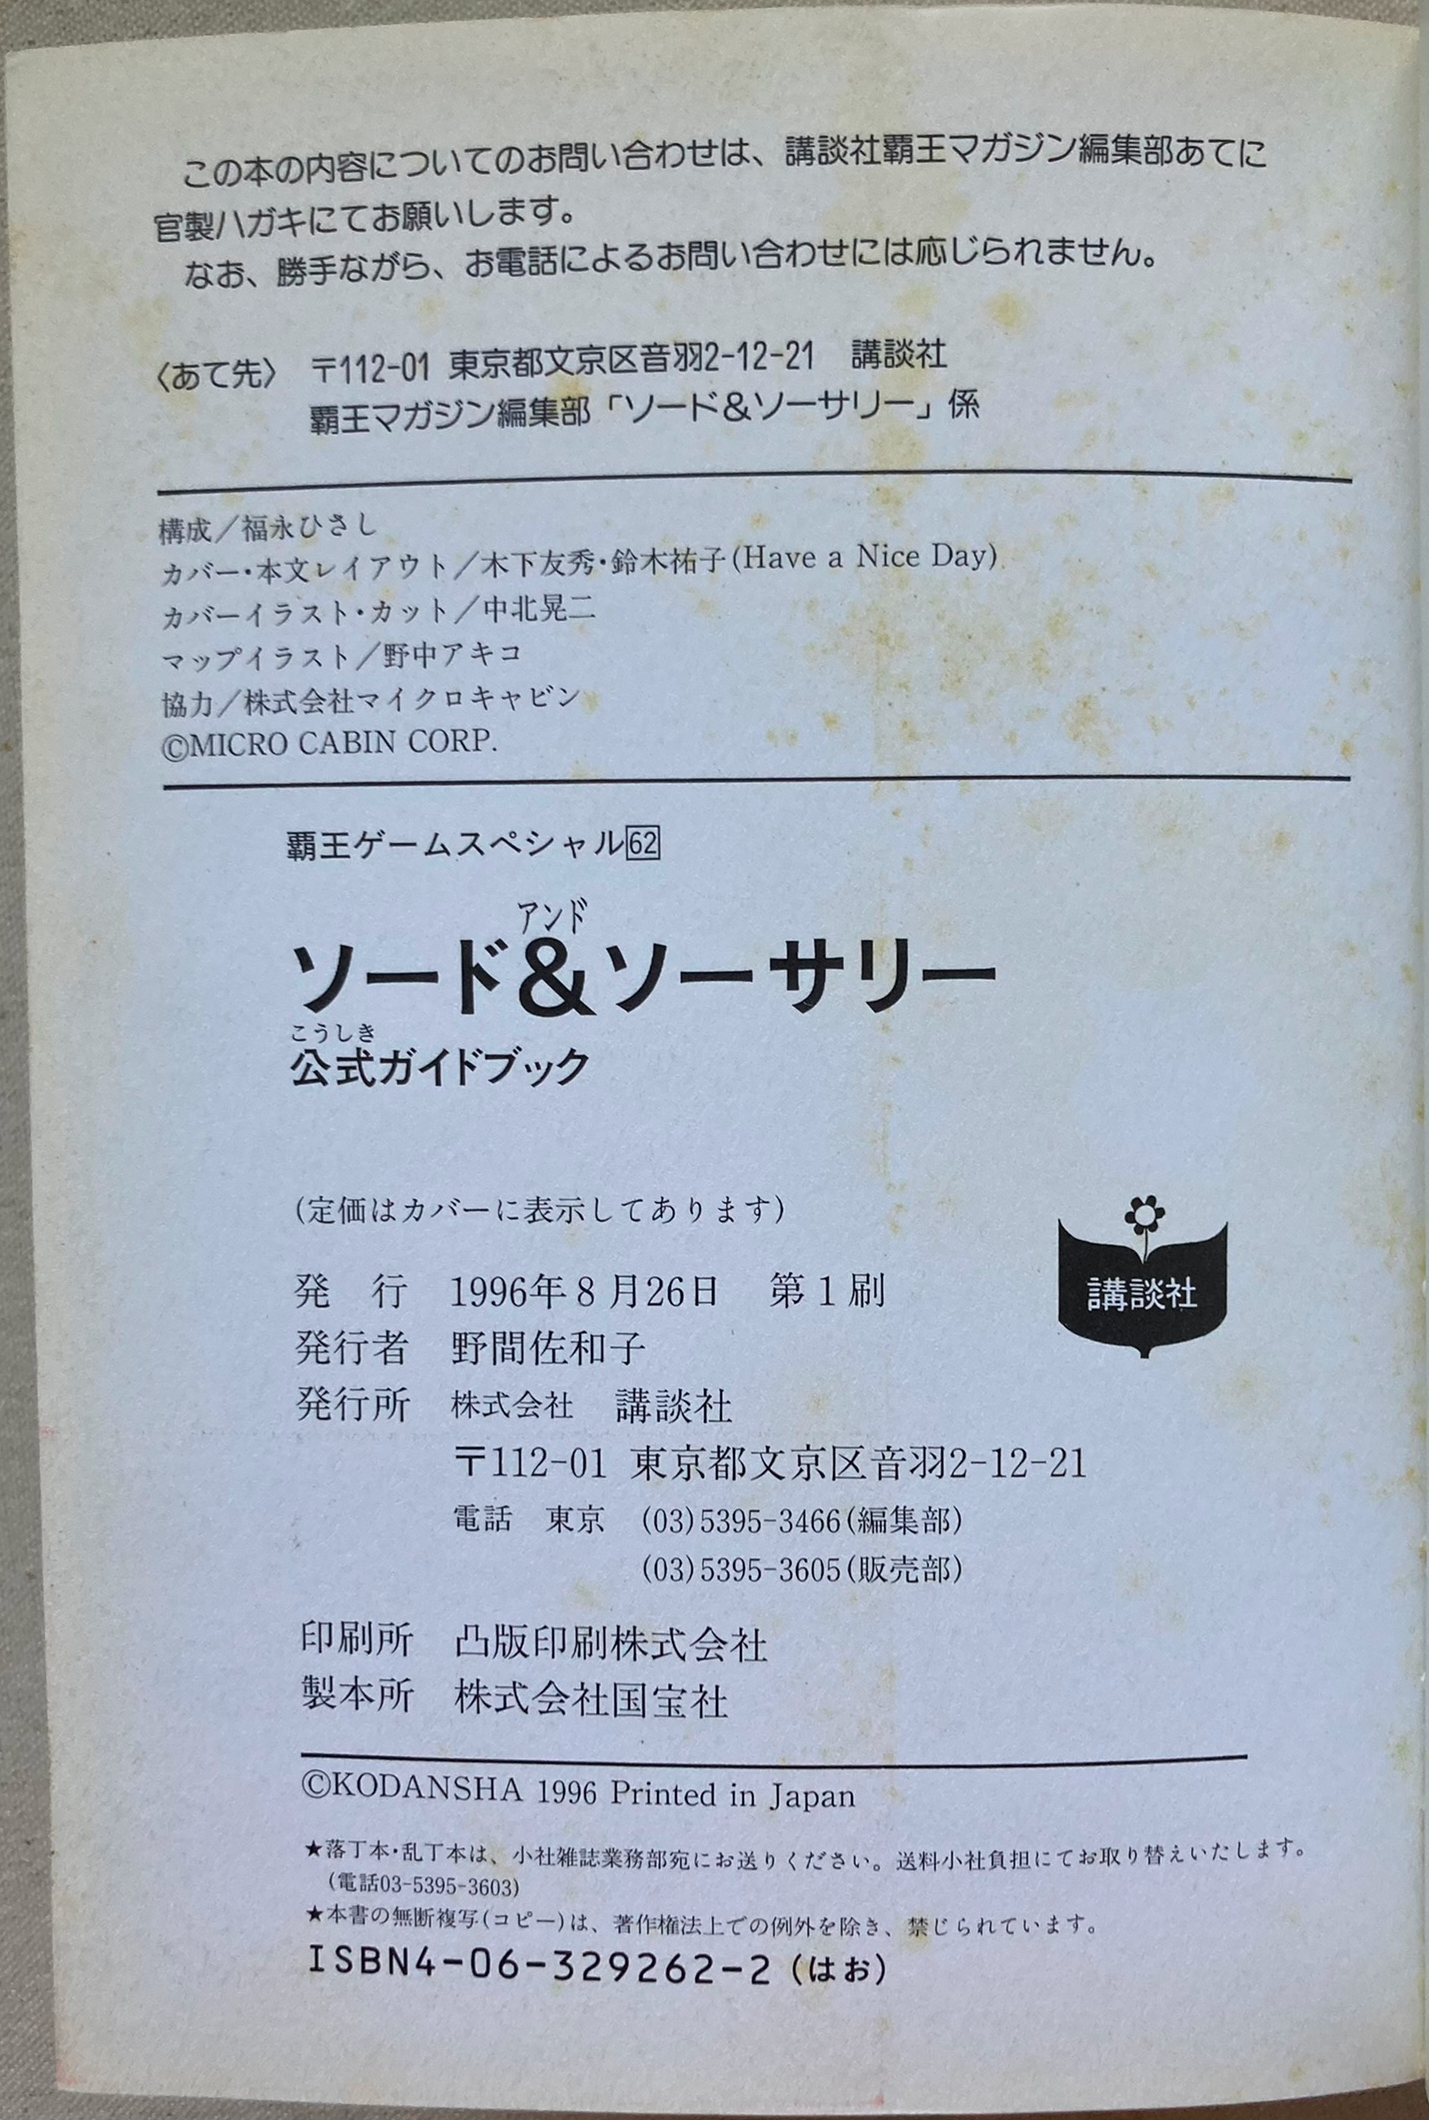 この本の内容についてのお問い合わせは、講談社覇王マガジン編集部あてに
官製ハガキにてお願いします。
なお、勝手ながら、お電話によるお問い合わせには応じられません。
〈あて先〉 〒112-01 東京都文京区音羽2-12-21 講談社
覇王マガジン編集部「ソード&ソーサリー」係
構成／福永ひさし
カバー・本文レイアウト／木下友秀・鈴木祐子(Have a Nice Day)
カバーイラスト・カット／中北晃二
マップイラスト／野中アキコ
協力／株式会社マイクロキャビン
©MICRO CABIN CORP.
覇王ゲームスペシャル62
アンド
ソード&ソーサリー
こうしき
公式ガイドブック
(定価はカバーに表示してあります)
発 行 1996年8月26日 第1刷
発行者 野間佐和子
発行所 株式会社 講談社
講談社
〒112-01 東京都文京区音羽2-12-21
電話 東京 (03)5395-3466(編集部)
(03)5395-3605(販売部)
印刷所 凸版印刷株式会社
製本所 株式会社国宝社
©KODANSHA 1996 Printed in Japan
★落丁本・乱丁本は、小社雑誌業務部宛にお送りください。送料小社負担にてお取り替えいたします。
(電話03-5395-3603)
★本書の無断複写(コピー)は、著作権法上での例外を除き、禁じられています。
ISBN4-06-329262-2 (はお)